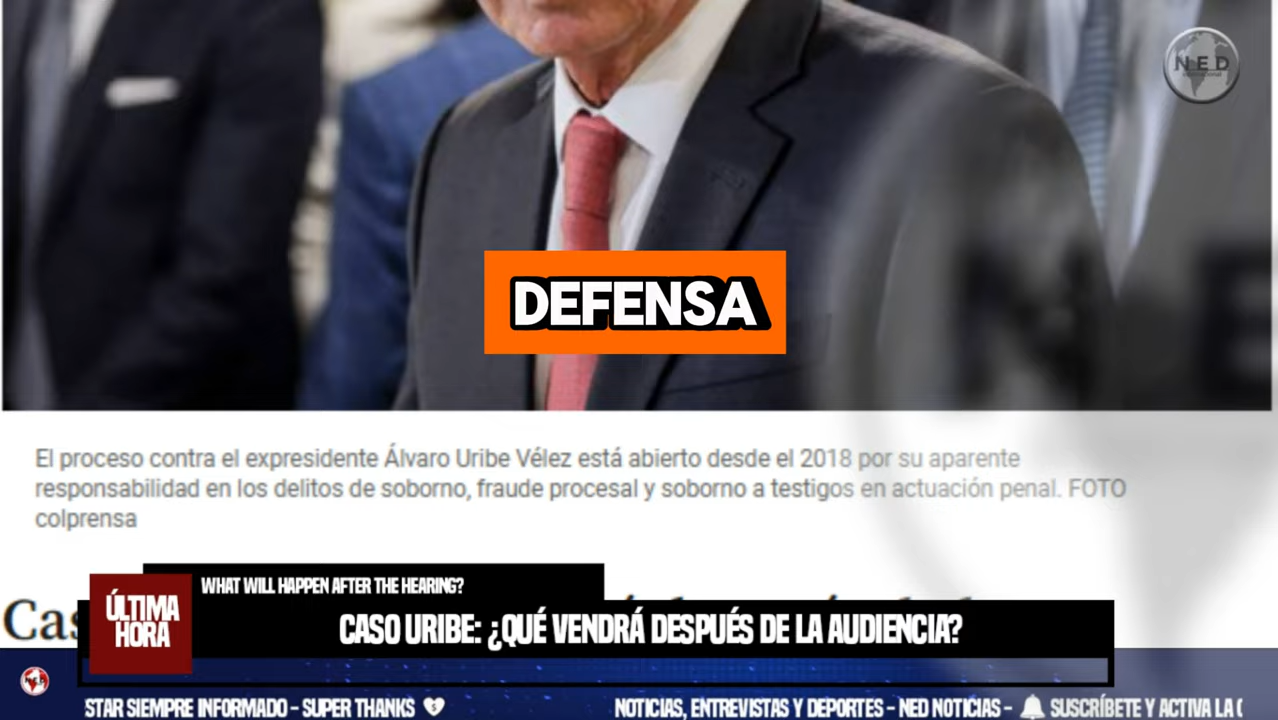 NED
DEFENSA
El proceso contra el expresidente Álvaro Uribe Vélez está abierto desde el 2018 por su aparente
responsabilidad en los delitos de soborno, fraude procesal y soborno a testigos en actuación penal. FOTO
colprensa
WHAT WILL HAPPEN AFTER THE HEARING?
ÚLTIMA
HORA
CASO URIBE: ¿QUÉ VENDRÁ DESPUÉS DE LA AUDIENCIA?
STAR SIEMPRE INFORMADO - SUPER THANKS
NOTICIAS, ENTREVISTAS Y DEPORTES - NED NOTICIAS -
SUSCRÍBETE Y ACTIVA LA